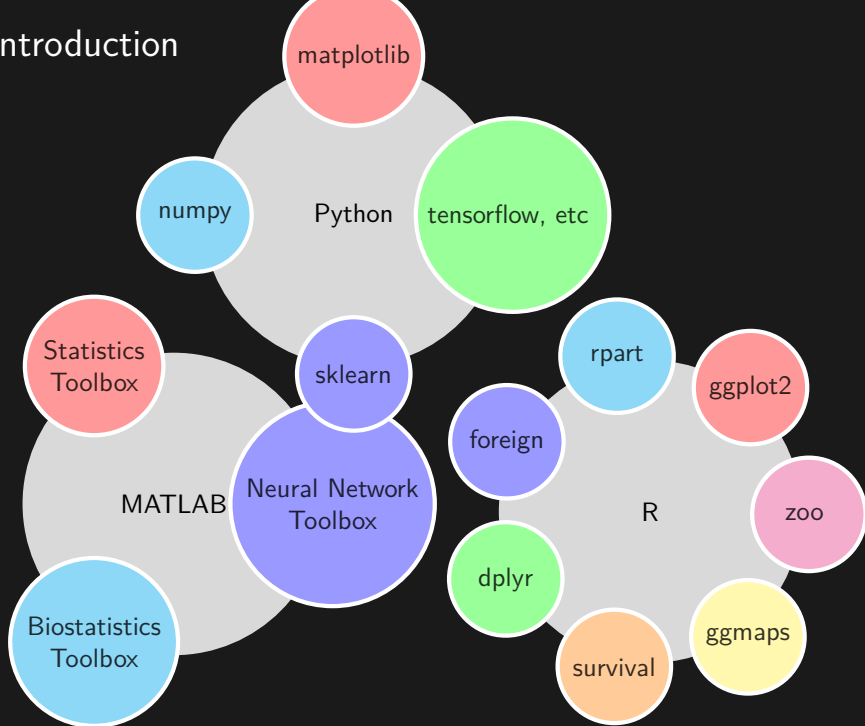 ntroduction
matplotlib
numpy
Python
tensorflow, etc
sklearn
Statistics
Toolbox
MATLAB
Neural Network
Toolbox
Biostatistics
Toolbox
rpart
ggplot2
foreign
R
zoo
dplyr
ggmaps
survival